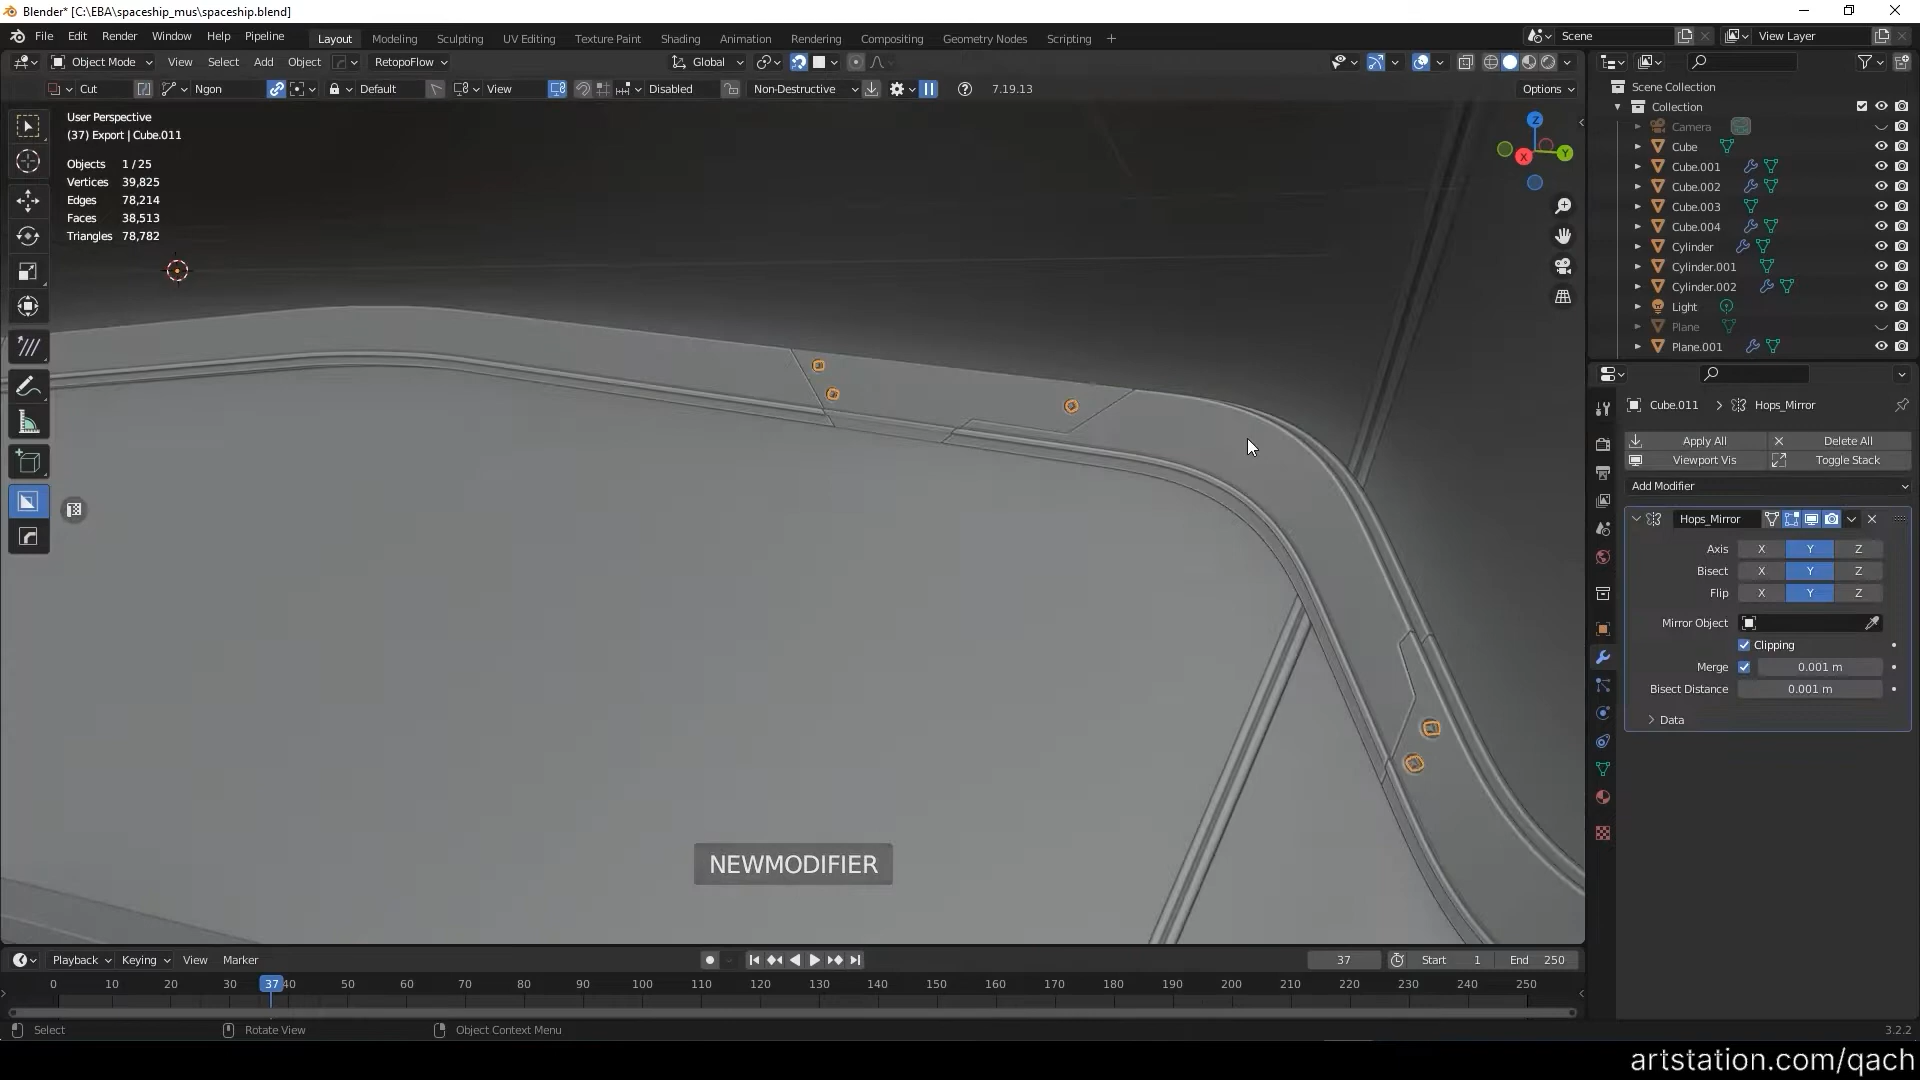 Blender* [C:\EBA\spaceship_mus\spaceship.blend]
File Edit Render Window Help Pipeline Layout Modeling Sculpting UV Editing Texture Paint Shading Animation Rendering Compositing Geometry Nodes Scripting + Scene View Layer
Object Mode View Select Add Object RetopoFlow Global
Cut Ngon Default View Disabled Non-Destructive 7.19.13 Options
User Perspective
(37) Export | Cube.011
Objects 1 / 25
Vertices 39,825
Edges 78,214
Faces 38,513
Triangles 78,782
Z
X
Y
NEWMODIFIER
Scene Collection
Collection
Camera
Cube
Cube.001
Cube.002
Cube.003
Cube.004
Cylinder
Cylinder.001
Cylinder.002
Light
Plane
Plane.001
Cube.011 > Hops_Mirror
Apply All Delete All
Viewport Vis Toggle Stack
Add Modifier
Hops_Mirror
Axis X Y Z
Bisect X Y Z
Flip X Y Z
Mirror Object
Clipping
Merge 0.001 m
Bisect Distance 0.001 m
Data
Playback Keying View Marker 37 Start 1 End 250
0 10 20 30 37 40 50 60 70 80 90 100 110 120 130 140 150 160 170 180 190 200 210 220 230 240 250
Select Rotate View Object Context Menu 3.2.2
artstation.com/qach